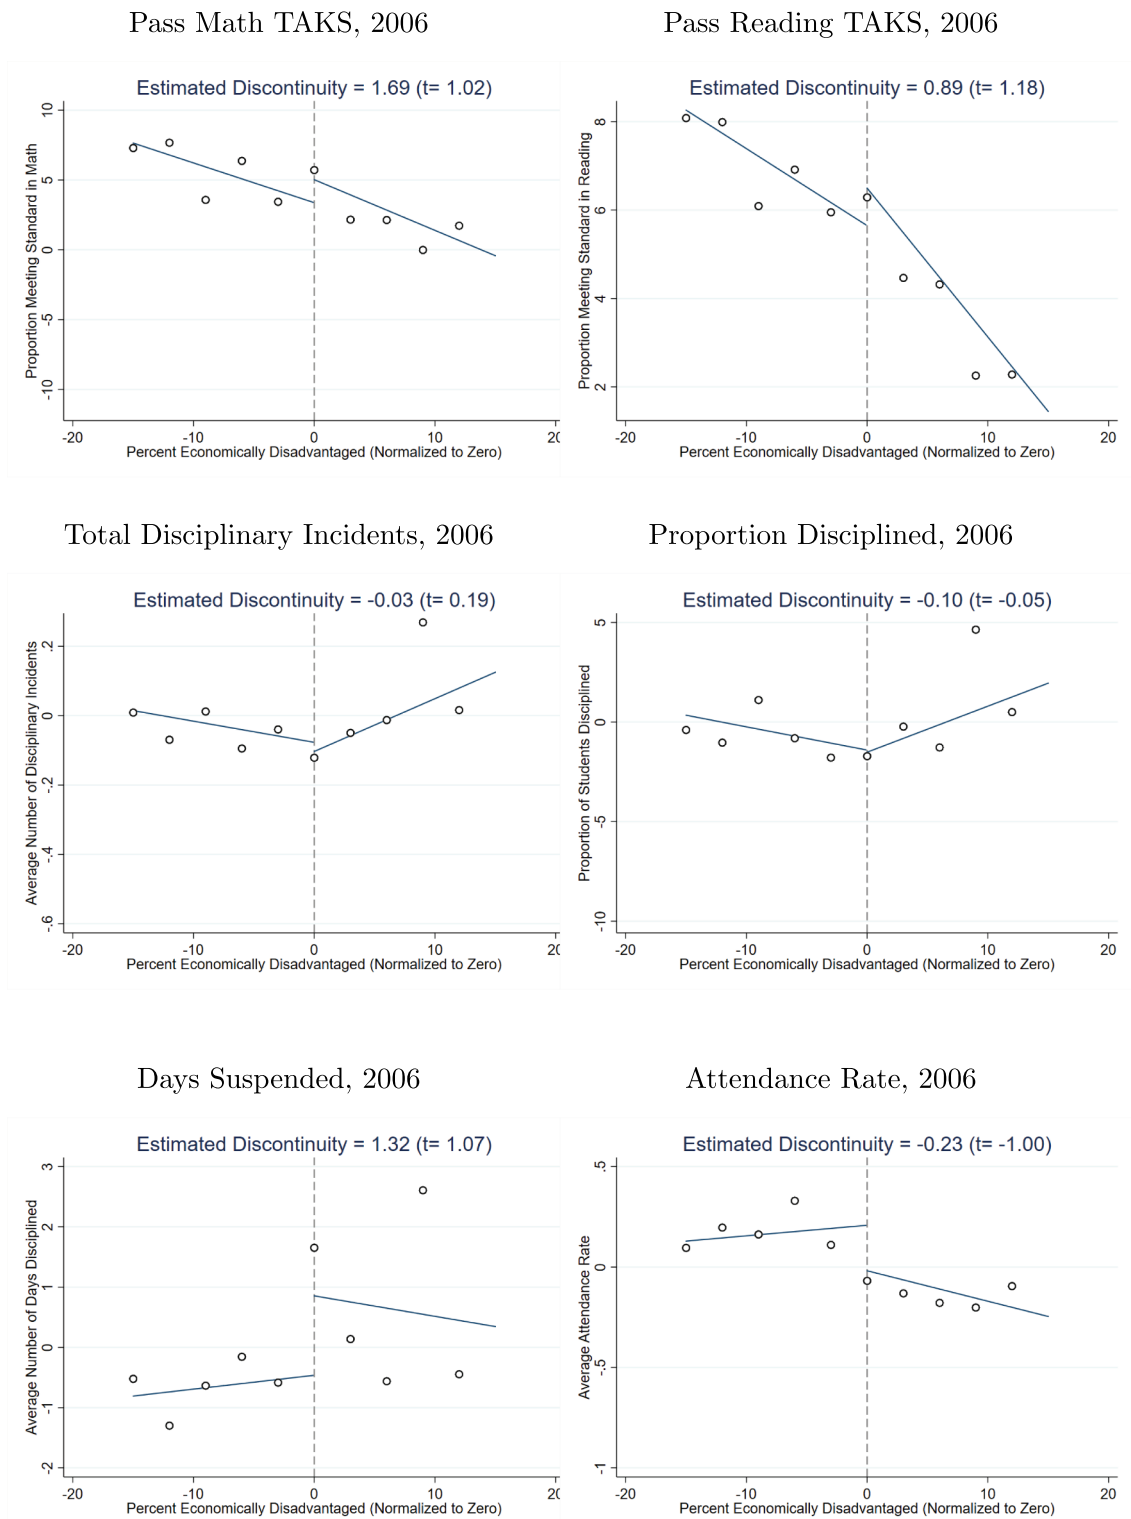 Pass Math TAKS, 2006
Estimated Discontinuity = 1.69 (t= 1.02)
Proportion Meeting Standard in Math
10
5
0
-5
-10
-20 -10 0 10 20
Percent Economically Disadvantaged (Normalized to Zero)
Pass Reading TAKS, 2006
Estimated Discontinuity = 0.89 (t= 1.18)
Proportion Meeting Standard in Reading
8
6
4
2
-20 -10 0 10 20
Percent Economically Disadvantaged (Normalized to Zero)
Total Disciplinary Incidents, 2006
Estimated Discontinuity = -0.03 (t= 0.19)
Average Number of Disciplinary Incidents
.2
0
-.2
-.4
-.6
-20 -10 0 10 20
Percent Economically Disadvantaged (Normalized to Zero)
Proportion Disciplined, 2006
Estimated Discontinuity = -0.10 (t= -0.05)
Proportion of Students Disciplined
5
0
-5
-10
-20 -10 0 10 20
Percent Economically Disadvantaged (Normalized to Zero)
Days Suspended, 2006
Estimated Discontinuity = 1.32 (t= 1.07)
Average Number of Days Disciplined
3
2
1
0
-1
-2
-20 -10 0 10 20
Percent Economically Disadvantaged (Normalized to Zero)
Attendance Rate, 2006
Estimated Discontinuity = -0.23 (t= -1.00)
Average Attendance Rate
.5
0
-.5
-1
-20 -10 0 10 20
Percent Economically Disadvantaged (Normalized to Zero)